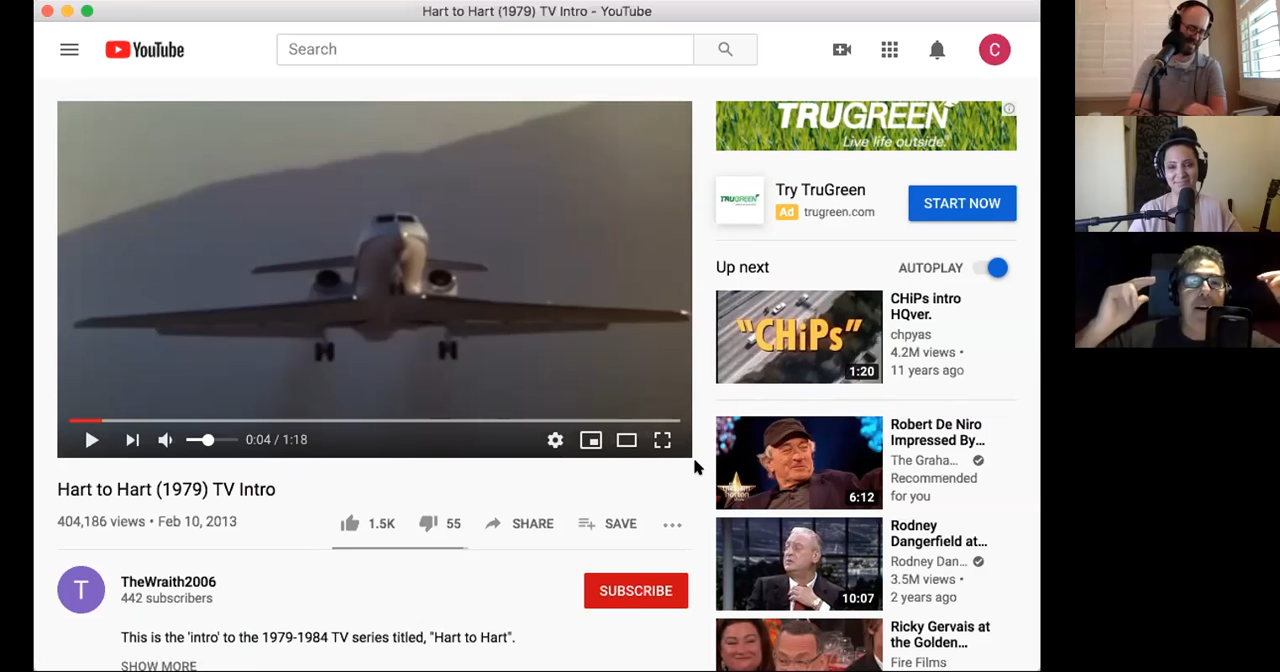 Hart to Hart (1979) TV Intro - YouTube
YouTube
Search
C
TRUGREEN
Live life outside.
TRUGREEN
Try TruGreen
Ad trugreen.com
START NOW
Up next
AUTOPLAY
"CHiPs"
1:20
CHiPs intro
HQver.
chpyas
4.2M views •
11 years ago
6:12
Robert De Niro
Impressed By...
The Graha...
Recommended
for you
10:07
Rodney
Dangerfield at...
Rodney Dan...
3.5M views •
2 years ago
Ricky Gervais at
the Golden...
Fire Films
0:04 / 1:18
Hart to Hart (1979) TV Intro
404,186 views • Feb 10, 2013
1.5K
55
SHARE
SAVE
T
TheWraith2006
442 subscribers
SUBSCRIBE
This is the 'intro' to the 1979-1984 TV series titled, "Hart to Hart".
SHOW MORE